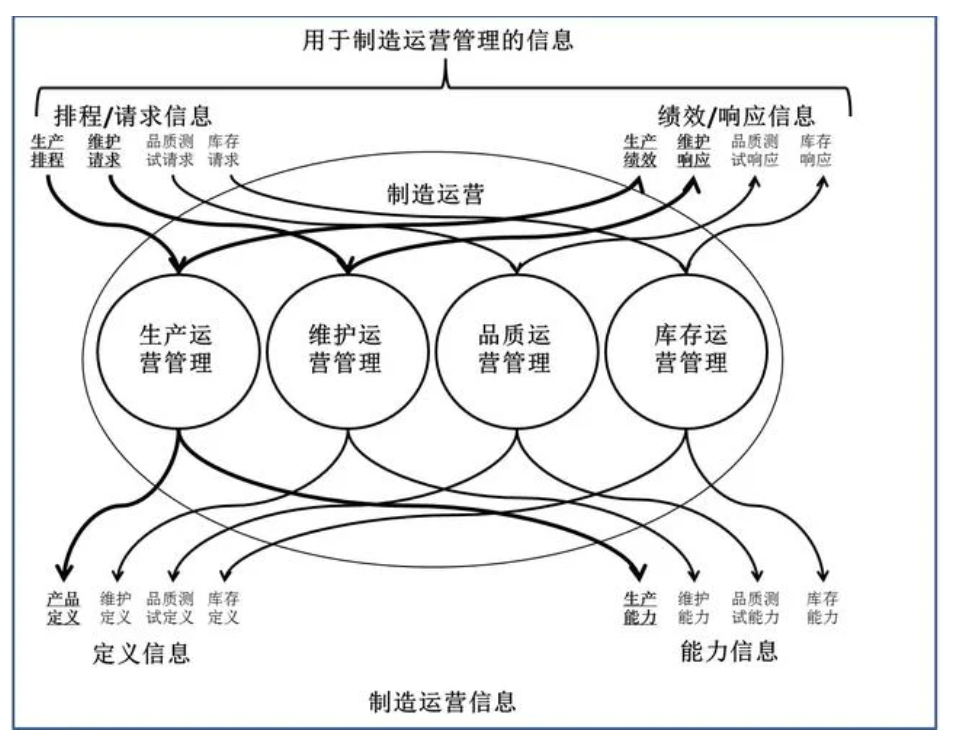 用于制造运营管理的信息
排程/请求信息
绩效/响应信息
生产 维护 品质测 库存
排程 请求 试请求 请求
生产 维护 品质测 库存
绩效 响应 试响应 响应
制造运营
生产运
营管理
维护运
营管理
品质运
营管理
库存运
营管理
产品 维护 品质测 库存
定义 定义 试定义 定义
生产 维护 品质测 库存
能力 能力 试能力 能力
定义信息
能力信息
制造运营信息